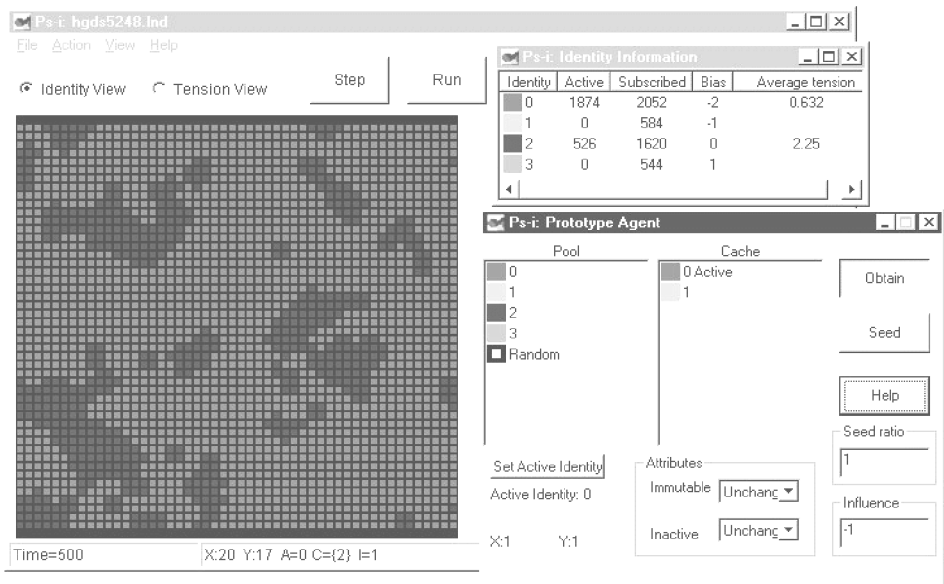 Ps-i: hgds5248.lnd
File Action View Help
Identity View Tension View Step Run
Time=500 X:20 Y:17 A=0 C={2} I=1
Ps-i: Identity Information
Identity Active Subscribed Bias Average tension
0 1874 2052 -2 0.632
1 0 584 -1
2 526 1620 0 2.25
3 0 544 1
Ps-i: Prototype Agent
Pool
0
1
2
3
Random
Cache
0 Active
1
Obtain
Seed
Help
Seed ratio
1
Influence
-1
Set Active Identity
Active Identity: 0
X:1 Y:1
Attributes
Immutable Unchang
Inactive Unchang